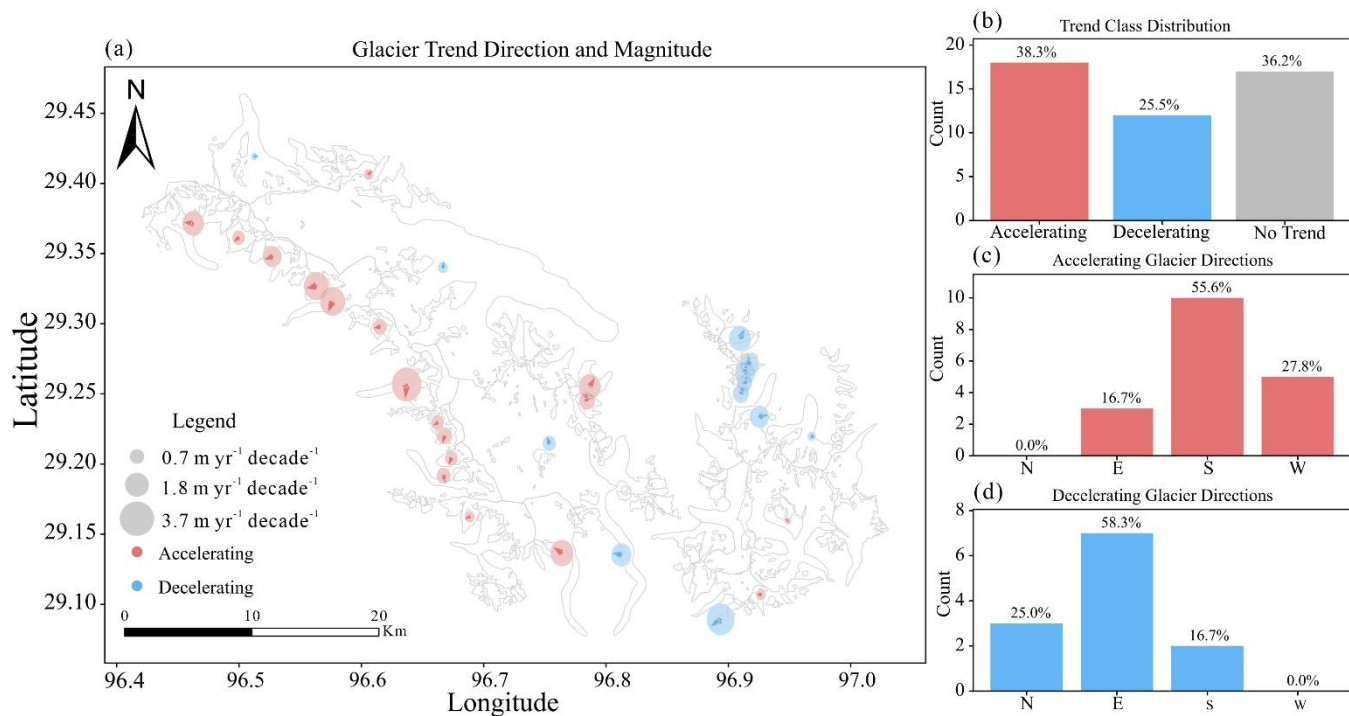 (a)
Glacier Trend Direction and Magnitude
N
29.45
29.40
29.35
29.30
29.25
29.20
29.15
29.10
Latitude
Legend
0.7 m yr⁻¹ decade⁻¹
1.8 m yr⁻¹ decade⁻¹
3.7 m yr⁻¹ decade⁻¹
Accelerating
Decelerating
0 10 20
Km
96.4 96.5 96.6 96.7 96.8 96.9 97.0
Longitude
(b)
Trend Class Distribution
20
15
10
5
0
Count
38.3%
25.5%
36.2%
Accelerating Decelerating No Trend
(c)
Accelerating Glacier Directions
10
8
6
4
2
0
Count
0.0%
16.7%
55.6%
27.8%
N E S W
(d)
Decelerating Glacier Directions
8
6
4
2
0
Count
25.0%
58.3%
16.7%
0.0%
N E S W